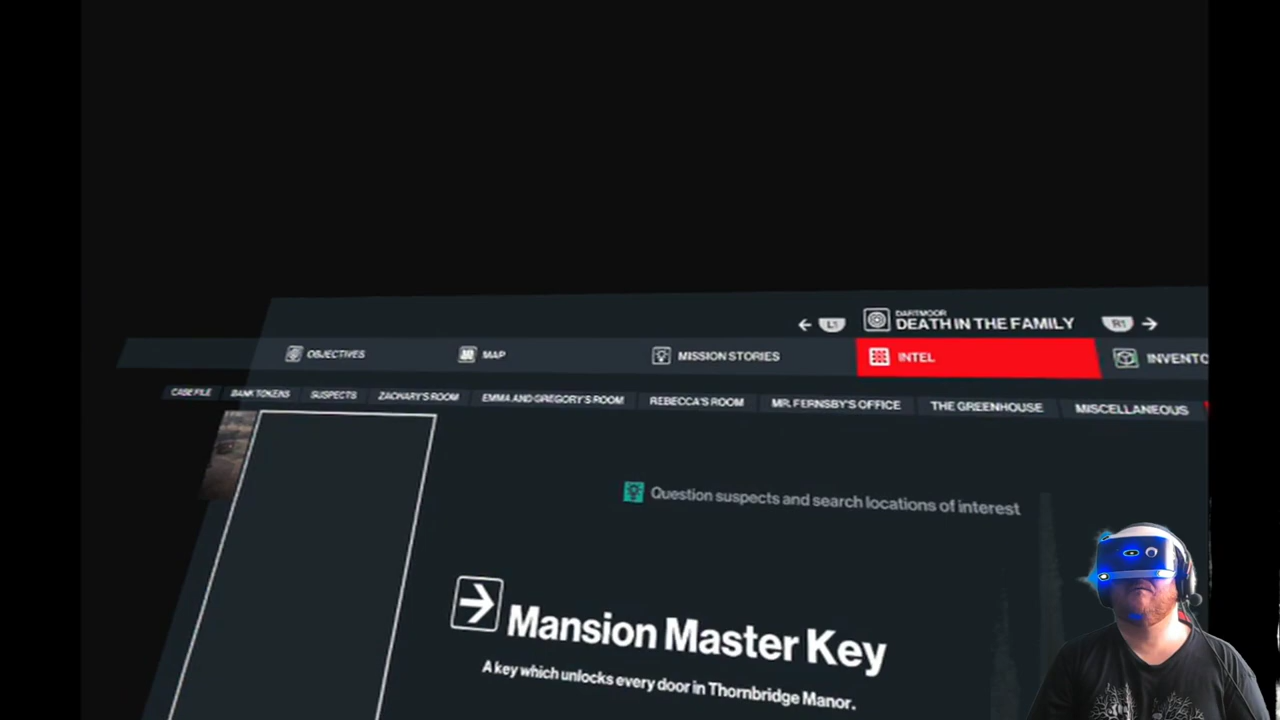 L1 DARTMOOR R1
DEATH IN THE FAMILY
OBJECTIVES MAP MISSION STORIES INTEL INVENTO
CASE FILE BANK TOKENS SUSPECTS ZACHARY'S ROOM EMMA AND GREGORY'S ROOM REBECCA'S ROOM MR. FERNSBY'S OFFICE THE GREENHOUSE MISCELLANEOUS
Question suspects and search locations of interest
Mansion Master Key
A key which unlocks every door in Thornbridge Manor.